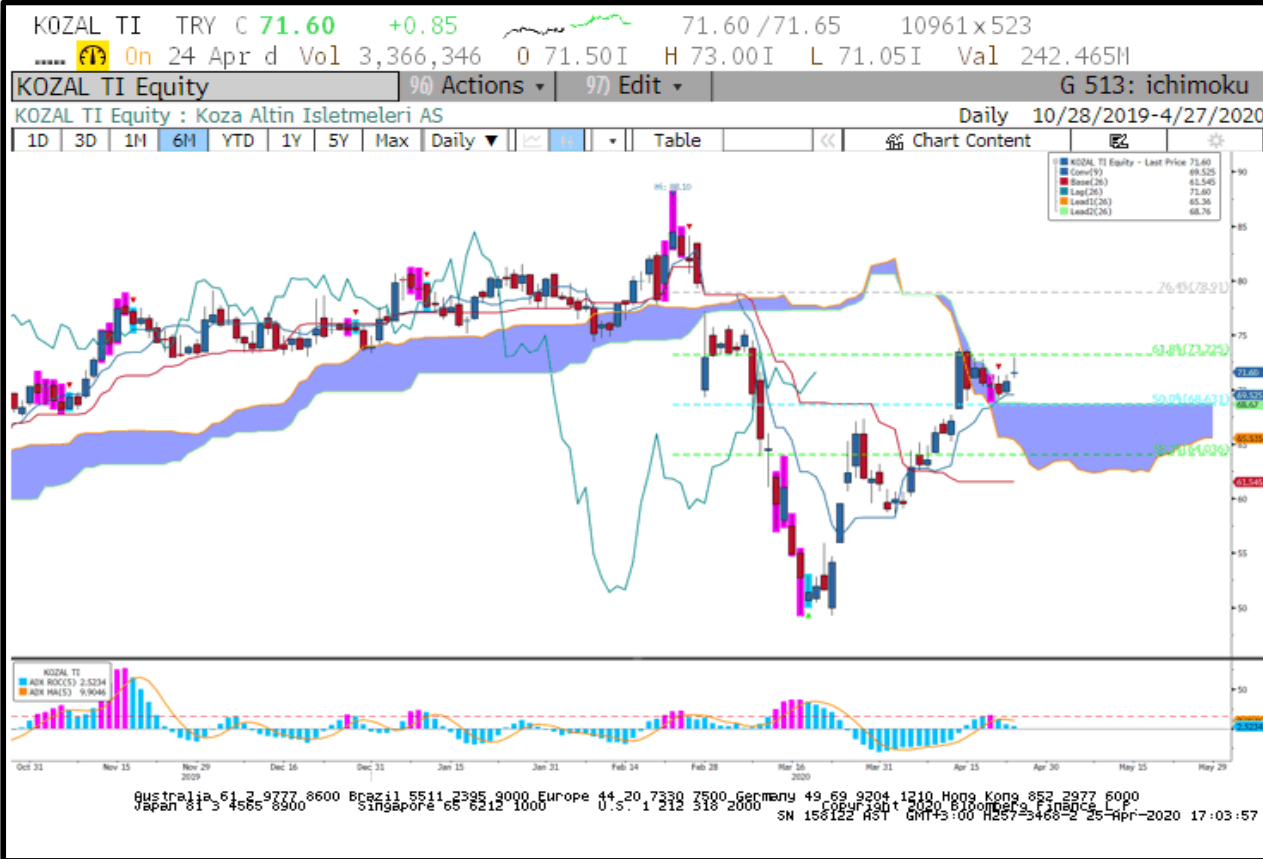 KOZAL TI TRY C 71.60 +0.85 71.60/71.65 10961x523
On 24 Apr d Vol 3,366,346 O 71.50I H 73.00I L 71.05I Val 242.465M
KOZAL TI Equity 96) Actions 97) Edit G 513: ichimoku
KOZAL TI Equity : Koza Altin Isletmeleri AS Daily 10/28/2019-4/27/2020
1D 3D 1M 6M YTD 1Y 5Y Max Daily ▼ Table « Chart Content
KOZAL TI Equity - Last Price 71.60
Conv(9) 69.525
Base(26) 61.545
Lag(26) 71.60
Lead1(26) 65.36
Lead2(26) 68.76
Hi: 88.10
90
85
80
76.4%(78.91)
75
61.8%(73.225)
71.60
70
69.525
50.0%(68.631)
68.67
65.535
(64.036)
61.545
60
55
50
KOZAL TI
ADX ROC(5) 2.5234
ADX MA(5) 9.9046
50
2.5234
Oct 31 Nov 15 Nov 29 Dec 16 Dec 31 Jan 15 Jan 31 Feb 14 Feb 28 Mar 16 Mar 31 Apr 15 Apr 30 May 15 May 29
2019 2020
Australia 61 2 9777 8600 Brazil 5511 2395 9000 Europe 44 20 7330 7500 Germany 49 69 9204 1210 Hong Kong 852 2977 6000
Japan 81 3 4565 8900 Singapore 65 6212 1000 U.S. 1 212 318 2000 Copyright 2020 Bloomberg Finance L.P.
SN 158122 AST GMT+3:00 H257-3468-2 25-Apr-2020 17:03:57